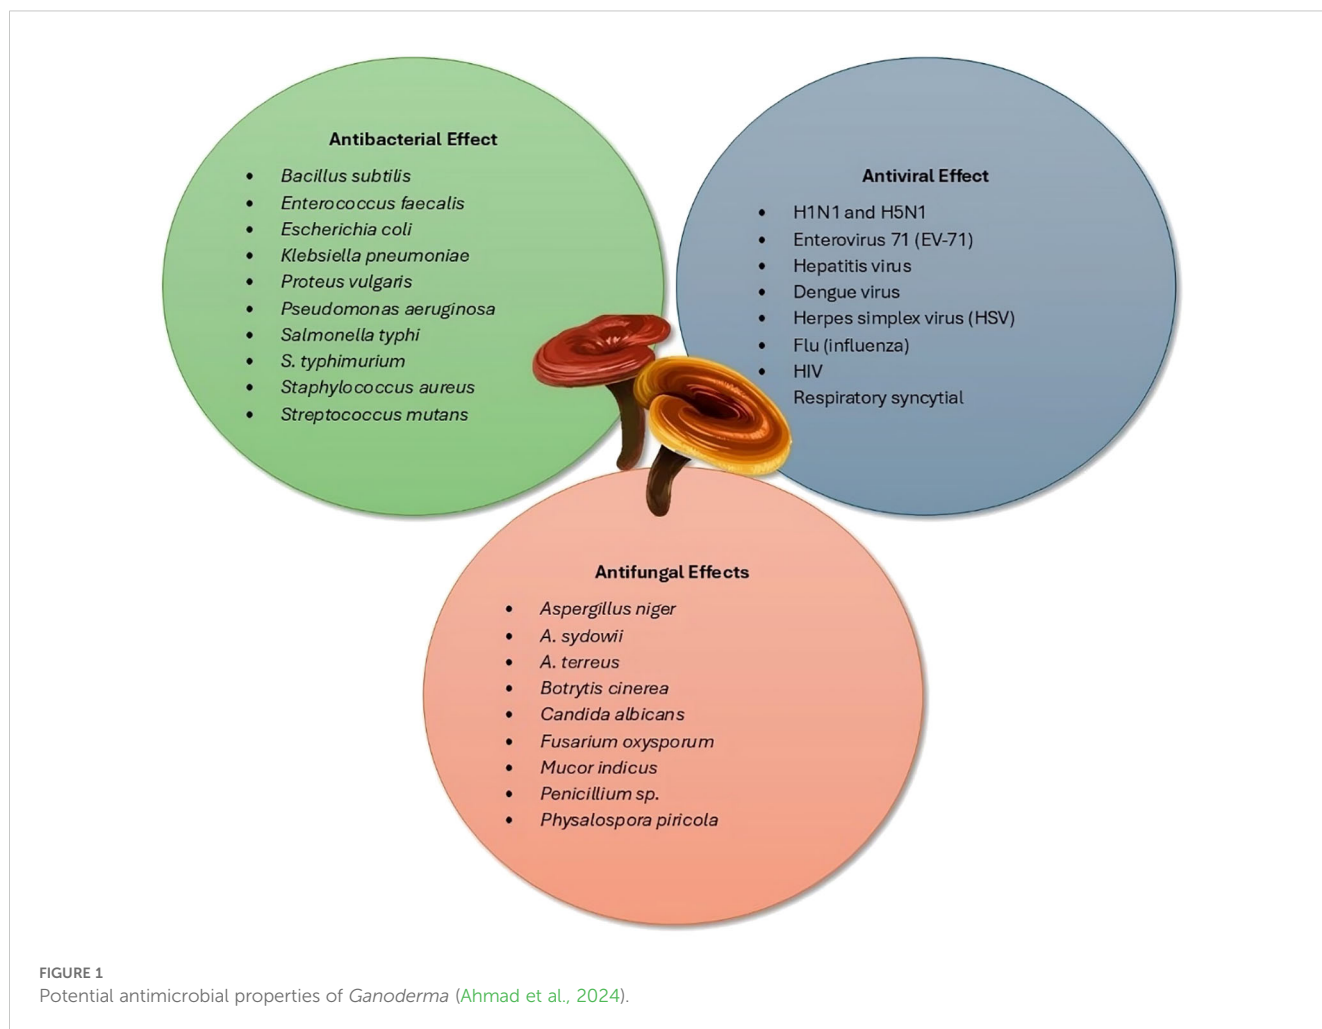 Antibacterial Effect
• Bacillus subtilis
• Enterococcus faecalis
• Escherichia coli
• Klebsiella pneumoniae
• Proteus vulgaris
• Pseudomonas aeruginosa
• Salmonella typhi
• S. typhimurium
• Staphylococcus aureus
• Streptococcus mutans
Antiviral Effect
• H1N1 and H5N1
• Enterovirus 71 (EV-71)
• Hepatitis virus
• Dengue virus
• Herpes simplex virus (HSV)
• Flu (influenza)
• HIV
Respiratory syncytial
Antifungal Effects
• Aspergillus niger
• A. sydowii
• A. terreus
• Botrytis cinerea
• Candida albicans
• Fusarium oxysporum
• Mucor indicus
• Penicillium sp.
• Physalospora piricola
FIGURE 1
Potential antimicrobial properties of Ganoderma (Ahmad et al., 2024).